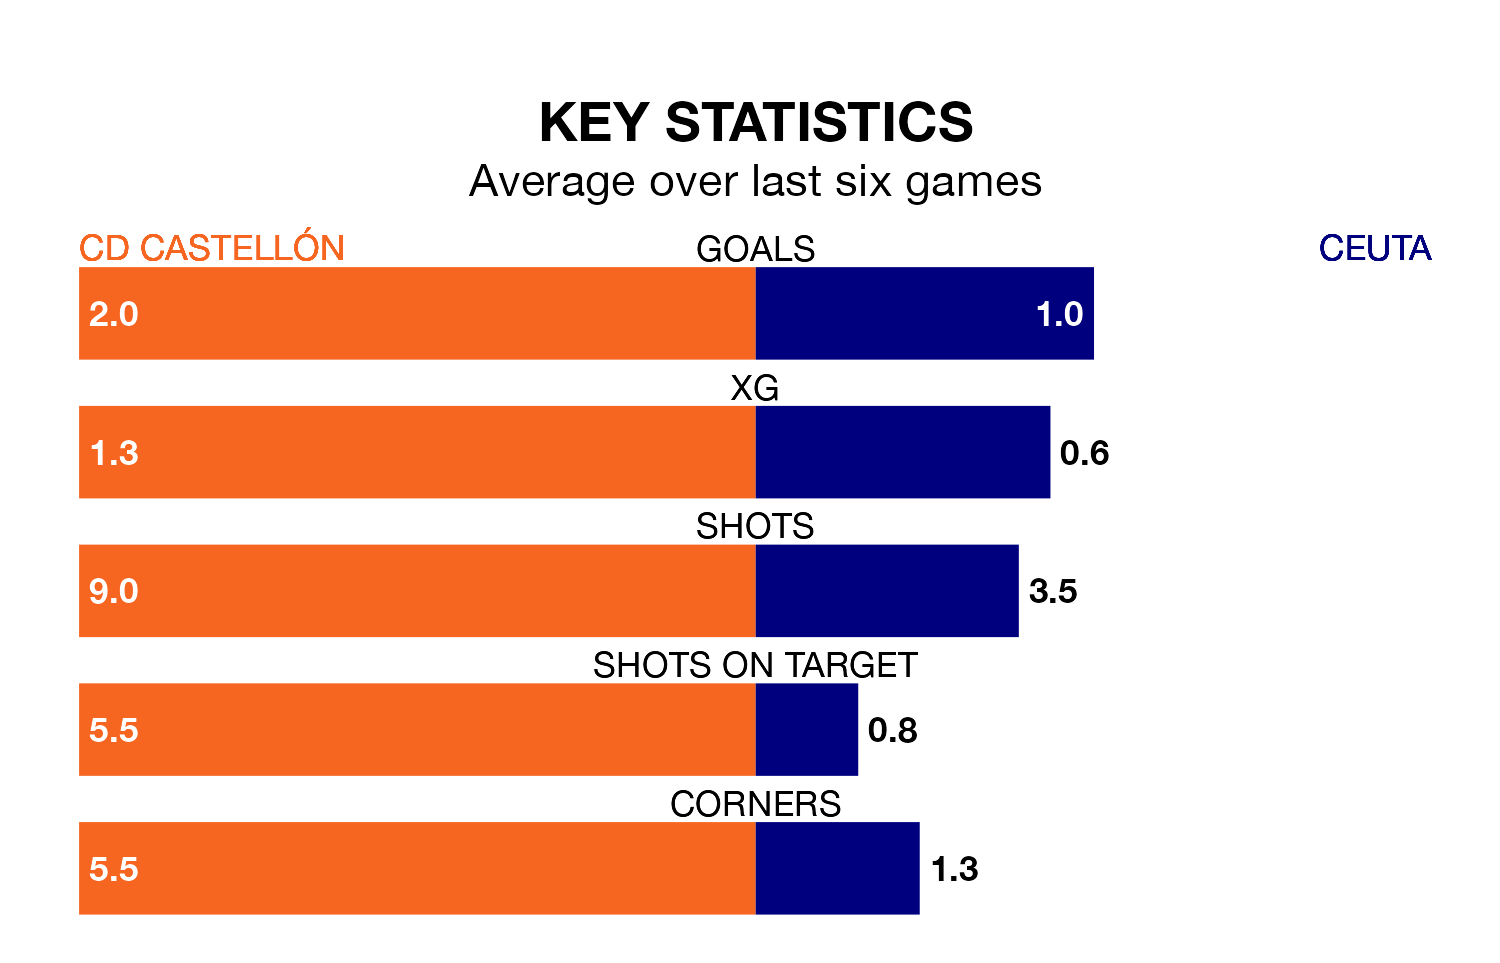 KEY STATISTICS
Average over last six games
CD CASTELLÓN GOALS CEUTA
2.0 1.0
XG
1.3 0.6
SHOTS
9.0 3.5
SHOTS ON TARGET
5.5 0.8
CORNERS
5.5 1.3